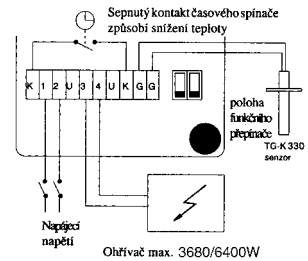 Sepnutý kontakt časového spínače
způsobí snížení teploty
K 1 2 U 3 4 U K G G
poloha
funkčního
přepínače
TG-K 330
senzor
Napájecí
napětí
Ohřívač max. 3680/6400W